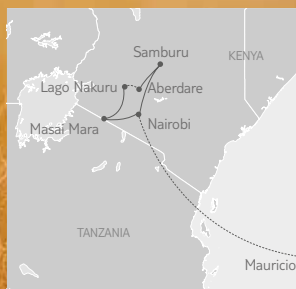 Samburu
KENYA
Lago Nakuru
Aberdare
Masai Mara
Nairobi
TANZANIA
Mauricio